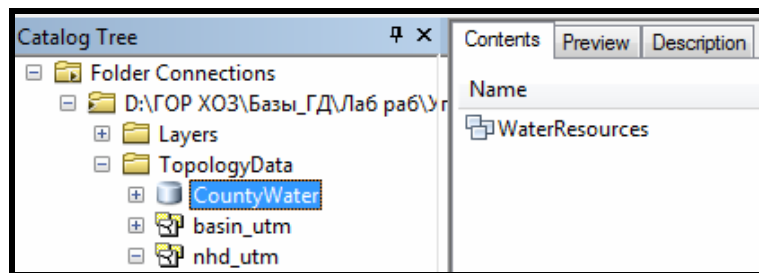 Catalog Tree
Folder Connections
D:\ГОР ХОЗ\Базы_ГД\Лаб раб\Уг
Layers
TopologyData
CountyWater
basin_utm
nhd_utm
Contents Preview Description
Name
WaterResources